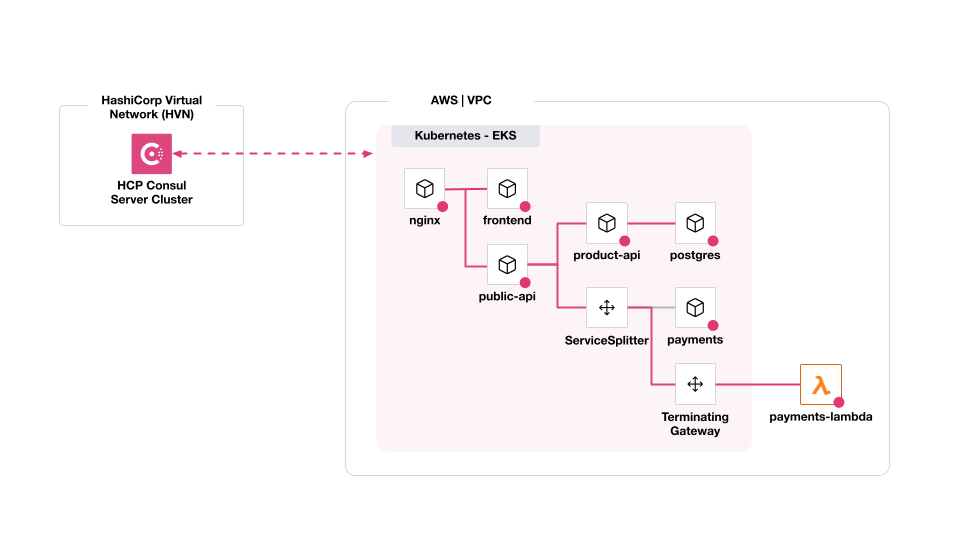 HashiCorp Virtual
Network (HVN)
HCP Consul
Server Cluster
AWS | VPC
Kubernetes - EKS
nginx
frontend
public-api
product-api
postgres
ServiceSplitter
payments
Terminating
Gateway
payments-lambda